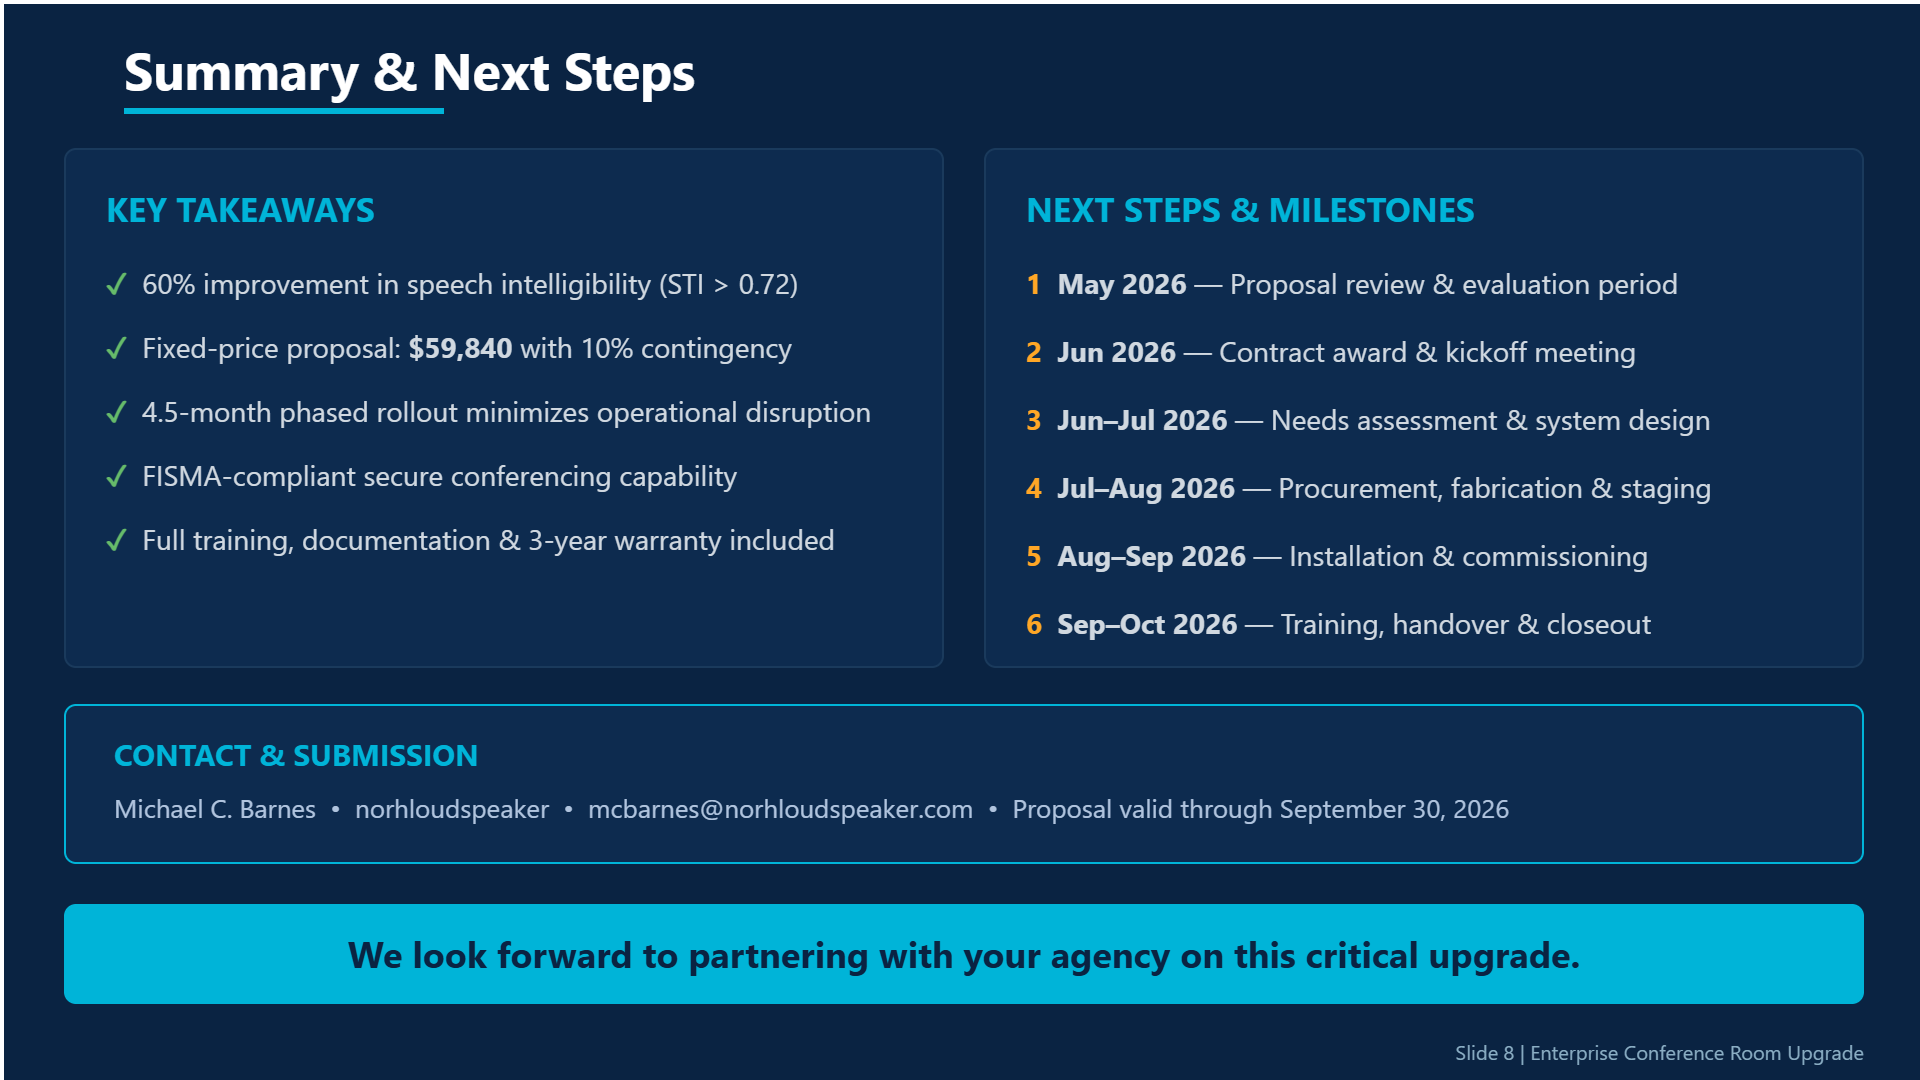 Summary & Next Steps
KEY TAKEAWAYS
✓ 60% improvement in speech intelligibility (STI > 0.72)
✓ Fixed-price proposal: $59,840 with 10% contingency
✓ 4.5-month phased rollout minimizes operational disruption
✓ FISMA-compliant secure conferencing capability
✓ Full training, documentation & 3-year warranty included
NEXT STEPS & MILESTONES
1 May 2026 — Proposal review & evaluation period
2 Jun 2026 — Contract award & kickoff meeting
3 Jun–Jul 2026 — Needs assessment & system design
4 Jul–Aug 2026 — Procurement, fabrication & staging
5 Aug–Sep 2026 — Installation & commissioning
6 Sep–Oct 2026 — Training, handover & closeout
CONTACT & SUBMISSION
Michael C. Barnes • norhloudspeaker • mcbarnes@norhloudspeaker.com • Proposal valid through September 30, 2026
We look forward to partnering with your agency on this critical upgrade.
Slide 8 | Enterprise Conference Room Upgrade